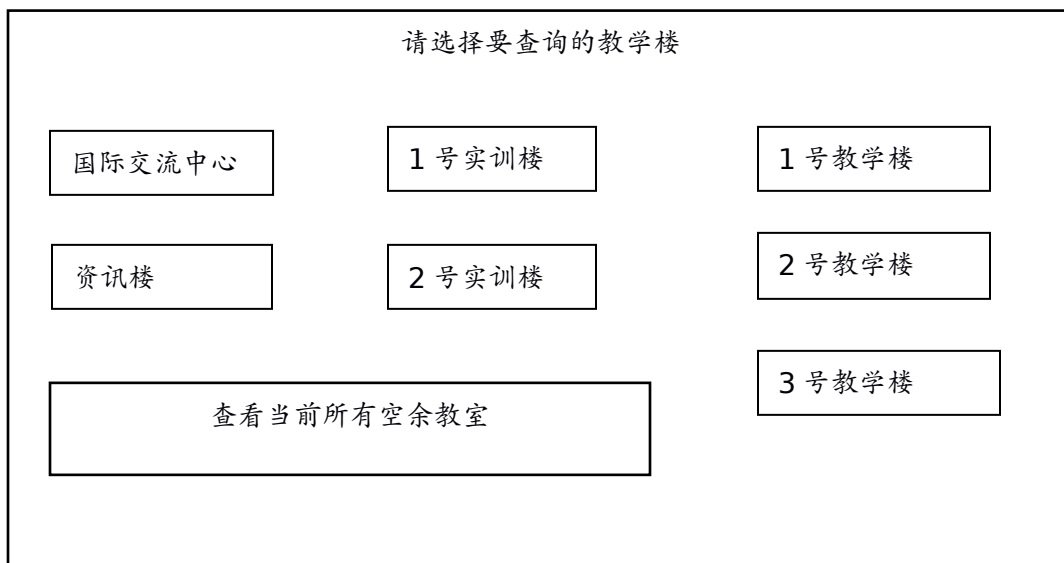 请选择要查询的教学楼
国际交流中心
1 号实训楼
1 号教学楼
资讯楼
2 号实训楼
2 号教学楼
3 号教学楼
查看当前所有空余教室